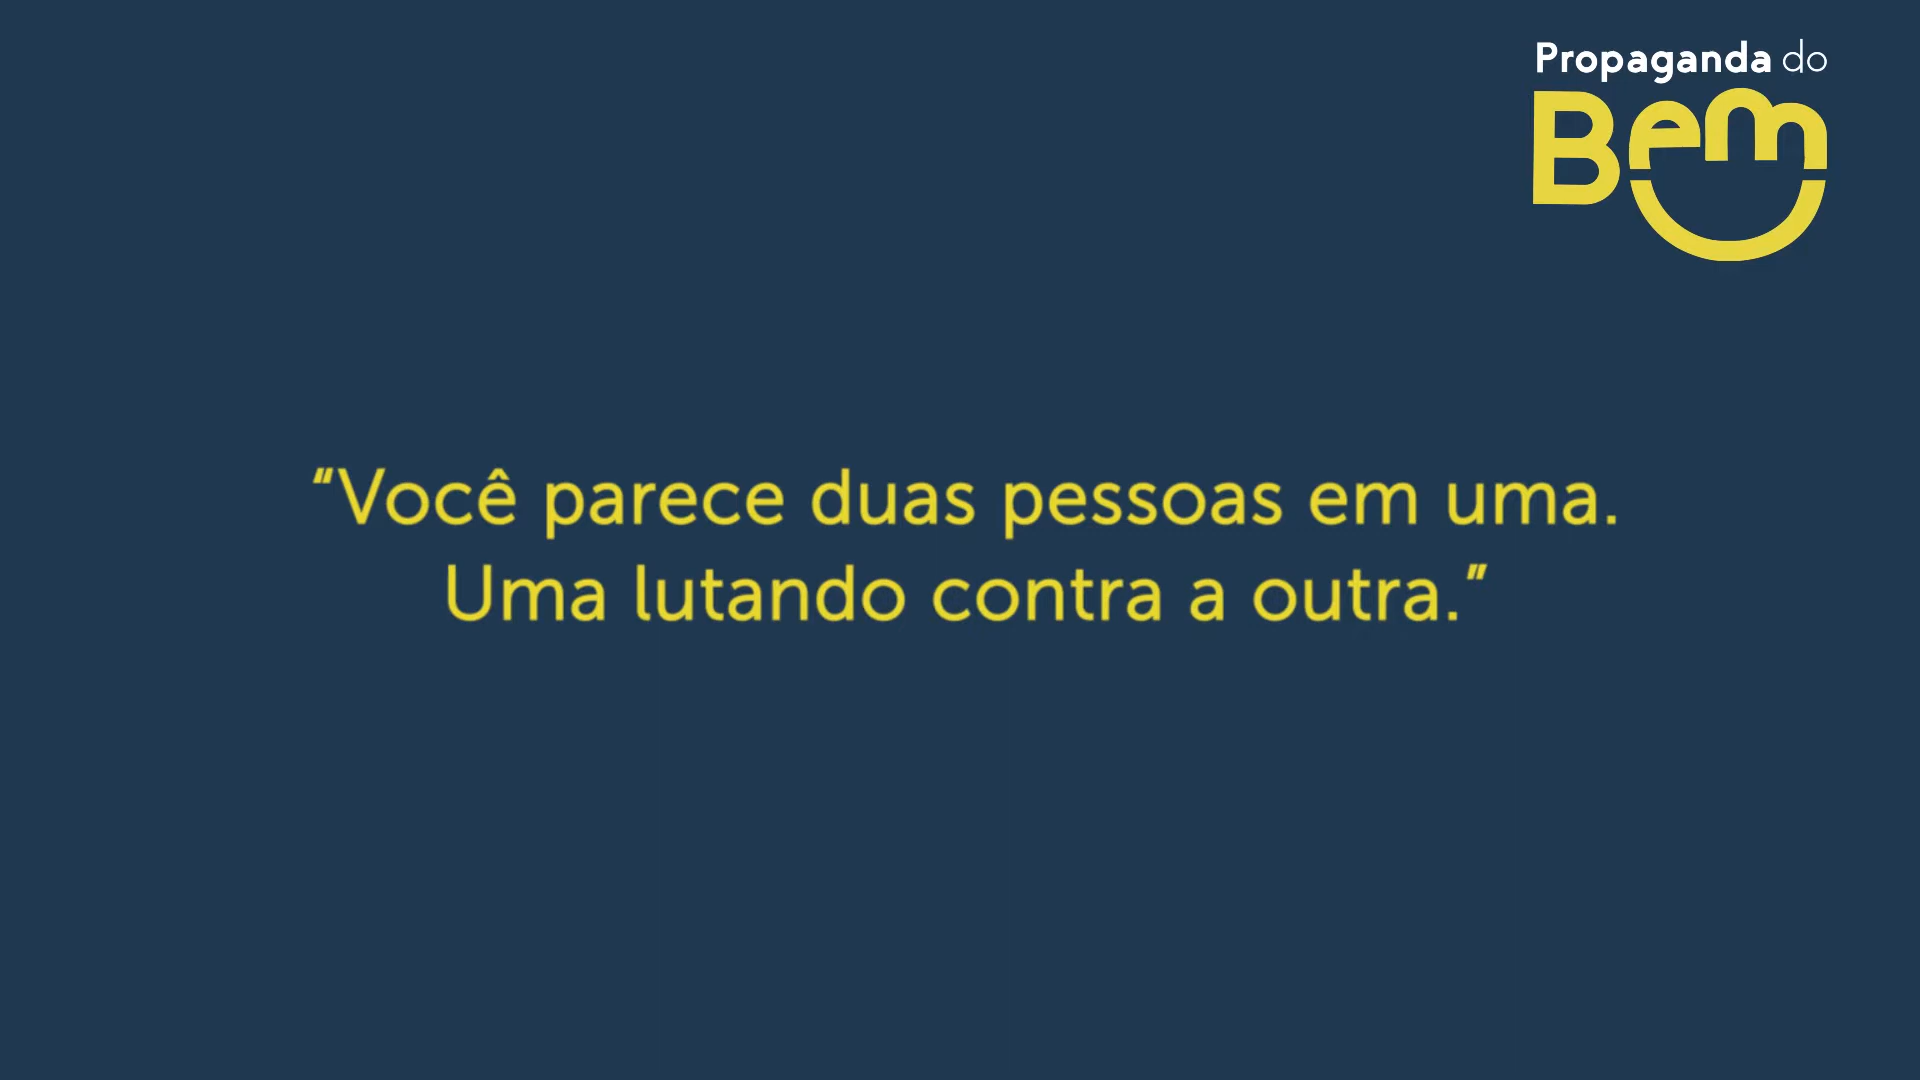 Propaganda do
Bem
“Você parece duas pessoas em uma.
Uma lutando contra a outra.”